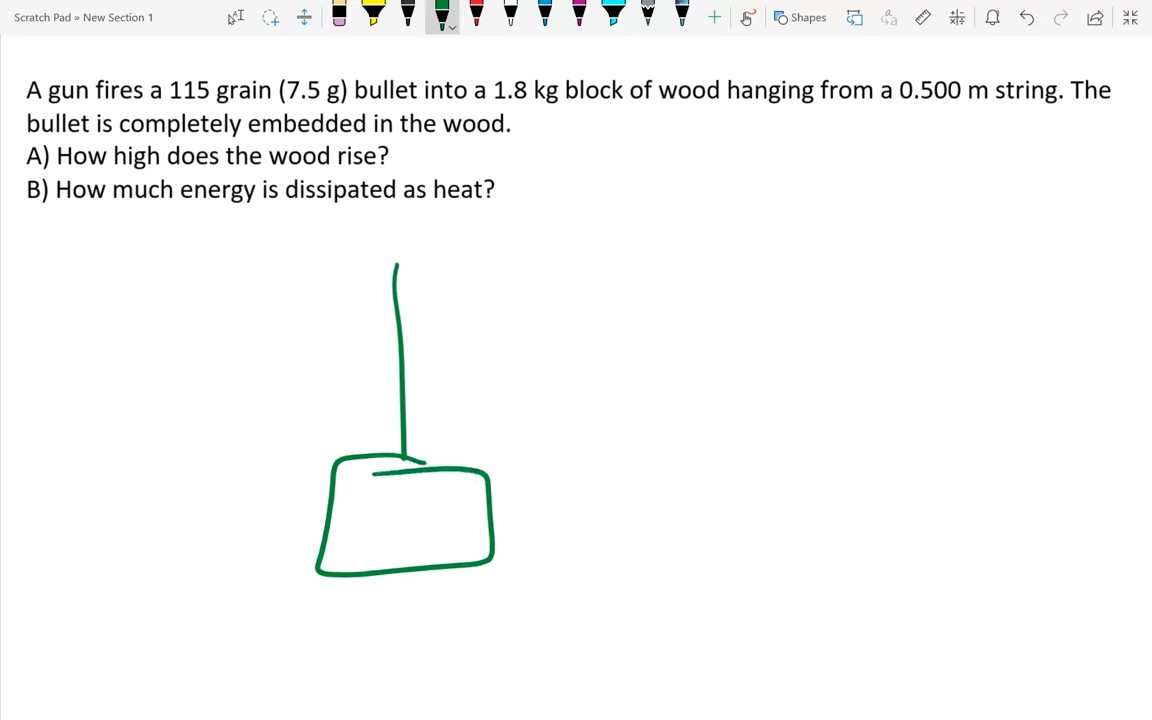 Scratch Pad » New Section 1
Shapes
A gun fires a 115 grain (7.5 g) bullet into a 1.8 kg block of wood hanging from a 0.500 m string. The
bullet is completely embedded in the wood.
A) How high does the wood rise?
B) How much energy is dissipated as heat?